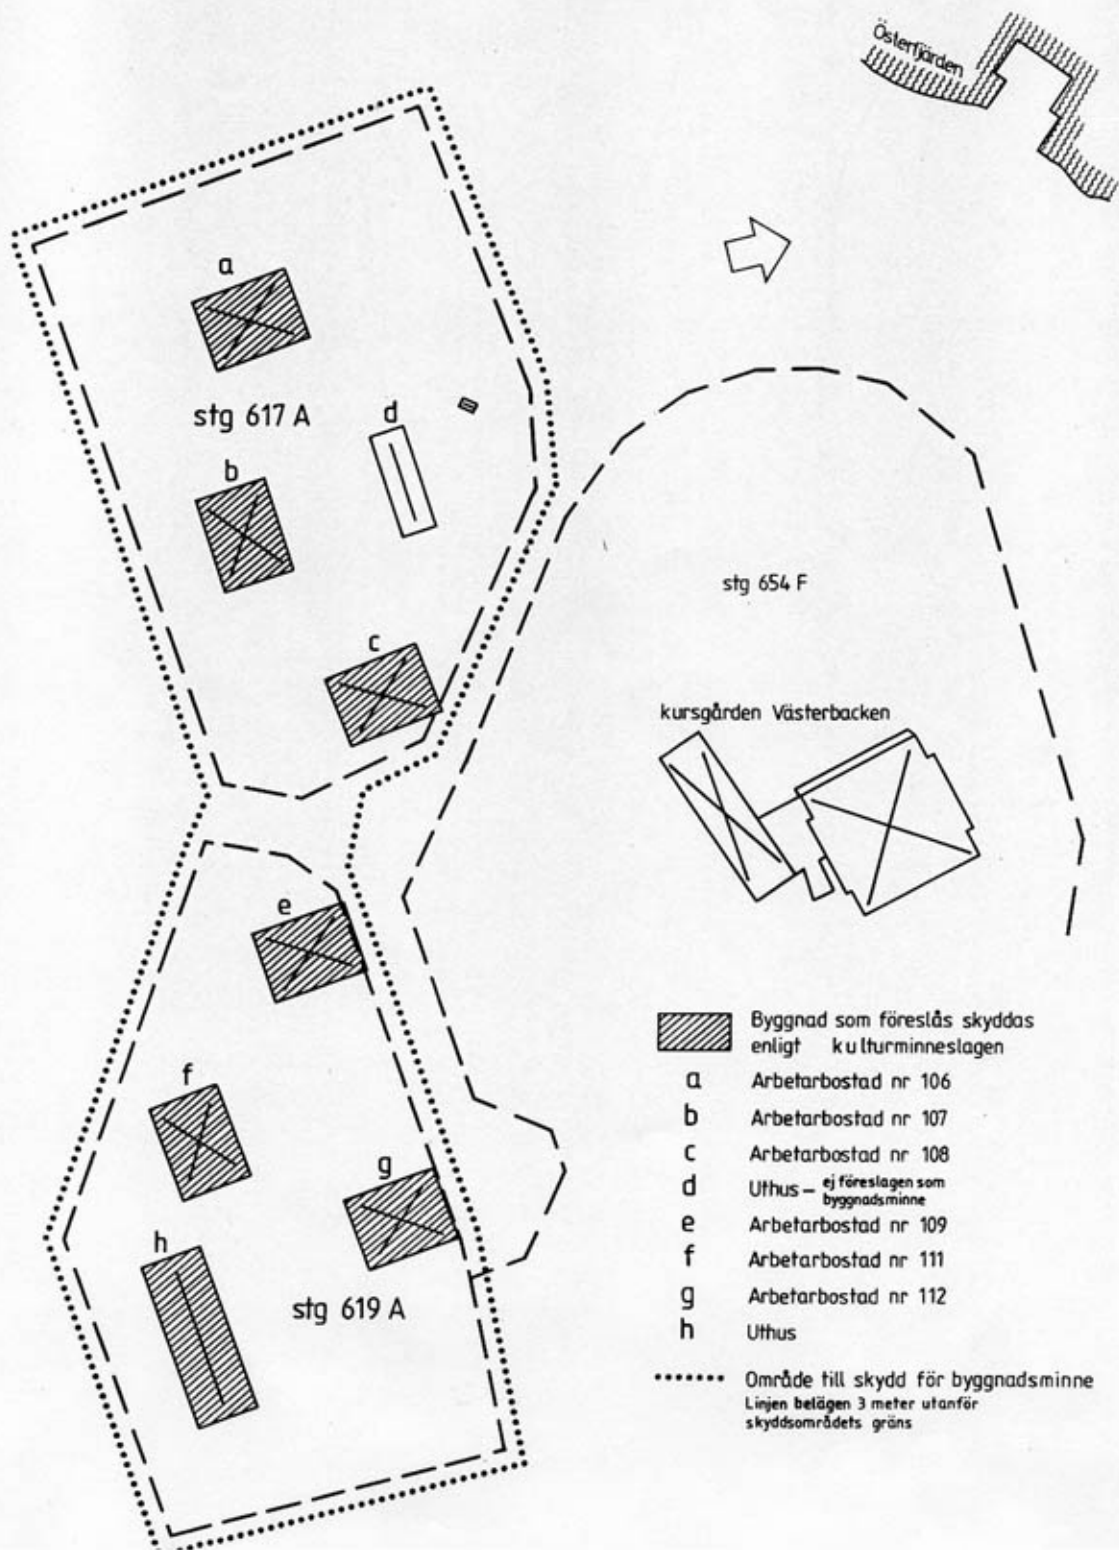 Österfjärden
a
stg 617 A
d
b
stg 654 F
c
kursgården Västerbacken
e
f
g
h
stg 619 A
Byggnad som föreslås skyddas
enligt kulturminneslagen
a Arbetarbostad nr 106
b Arbetarbostad nr 107
c Arbetarbostad nr 108
d Uthus – ej föreslagen som
byggnadsminne
e Arbetarbostad nr 109
f Arbetarbostad nr 111
g Arbetarbostad nr 112
h Uthus
Område till skydd för byggnadsminne
Linjen belägen 3 meter utanför
skyddsområdets gräns